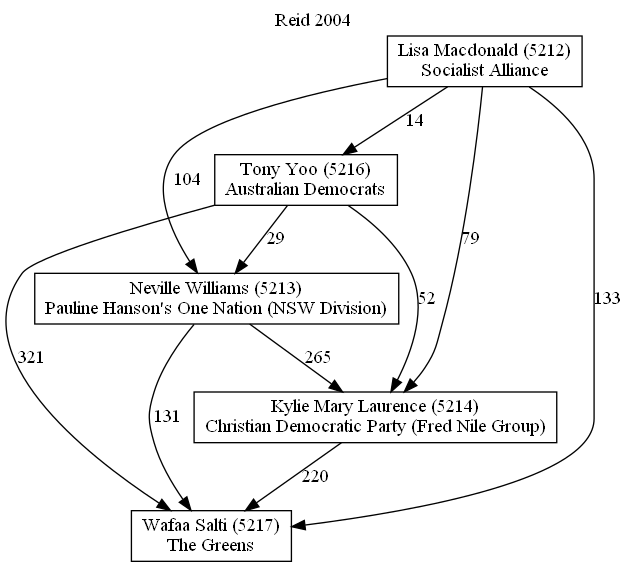 Reid 2004
Lisa Macdonald (5212)
Socialist Alliance
14
Tony Yoo (5216)
Australian Democrats
104
29
79
52
133
Neville Williams (5213)
Pauline Hanson's One Nation (NSW Division)
321
265
131
Kylie Mary Laurence (5214)
Christian Democratic Party (Fred Nile Group)
220
Wafaa Salti (5217)
The Greens